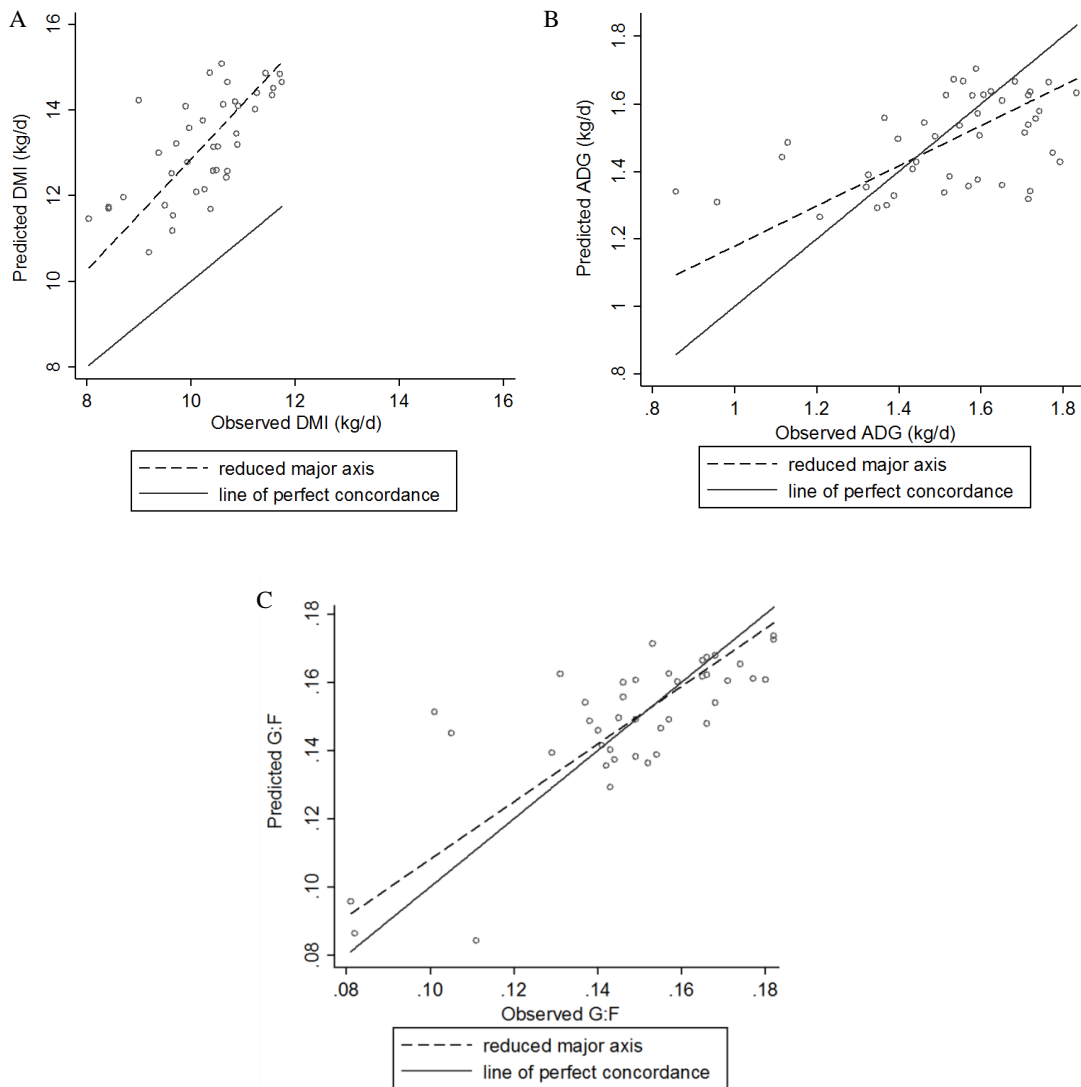 A
16
14
12
10
8
Predicted DMI (kg/d)
8 10 12 14 16
Observed DMI (kg/d)
reduced major axis
line of perfect concordance
B
1.8
1.6
1.4
1.2
1
.8
Predicted ADG (kg/d)
.8 1 1.2 1.4 1.6 1.8
Observed ADG (kg/d)
reduced major axis
line of perfect concordance
C
.18
.16
.14
.12
.10
.08
Predicted G:F
.08 .10 .12 .14 .16 .18
Observed G:F
reduced major axis
line of perfect concordance